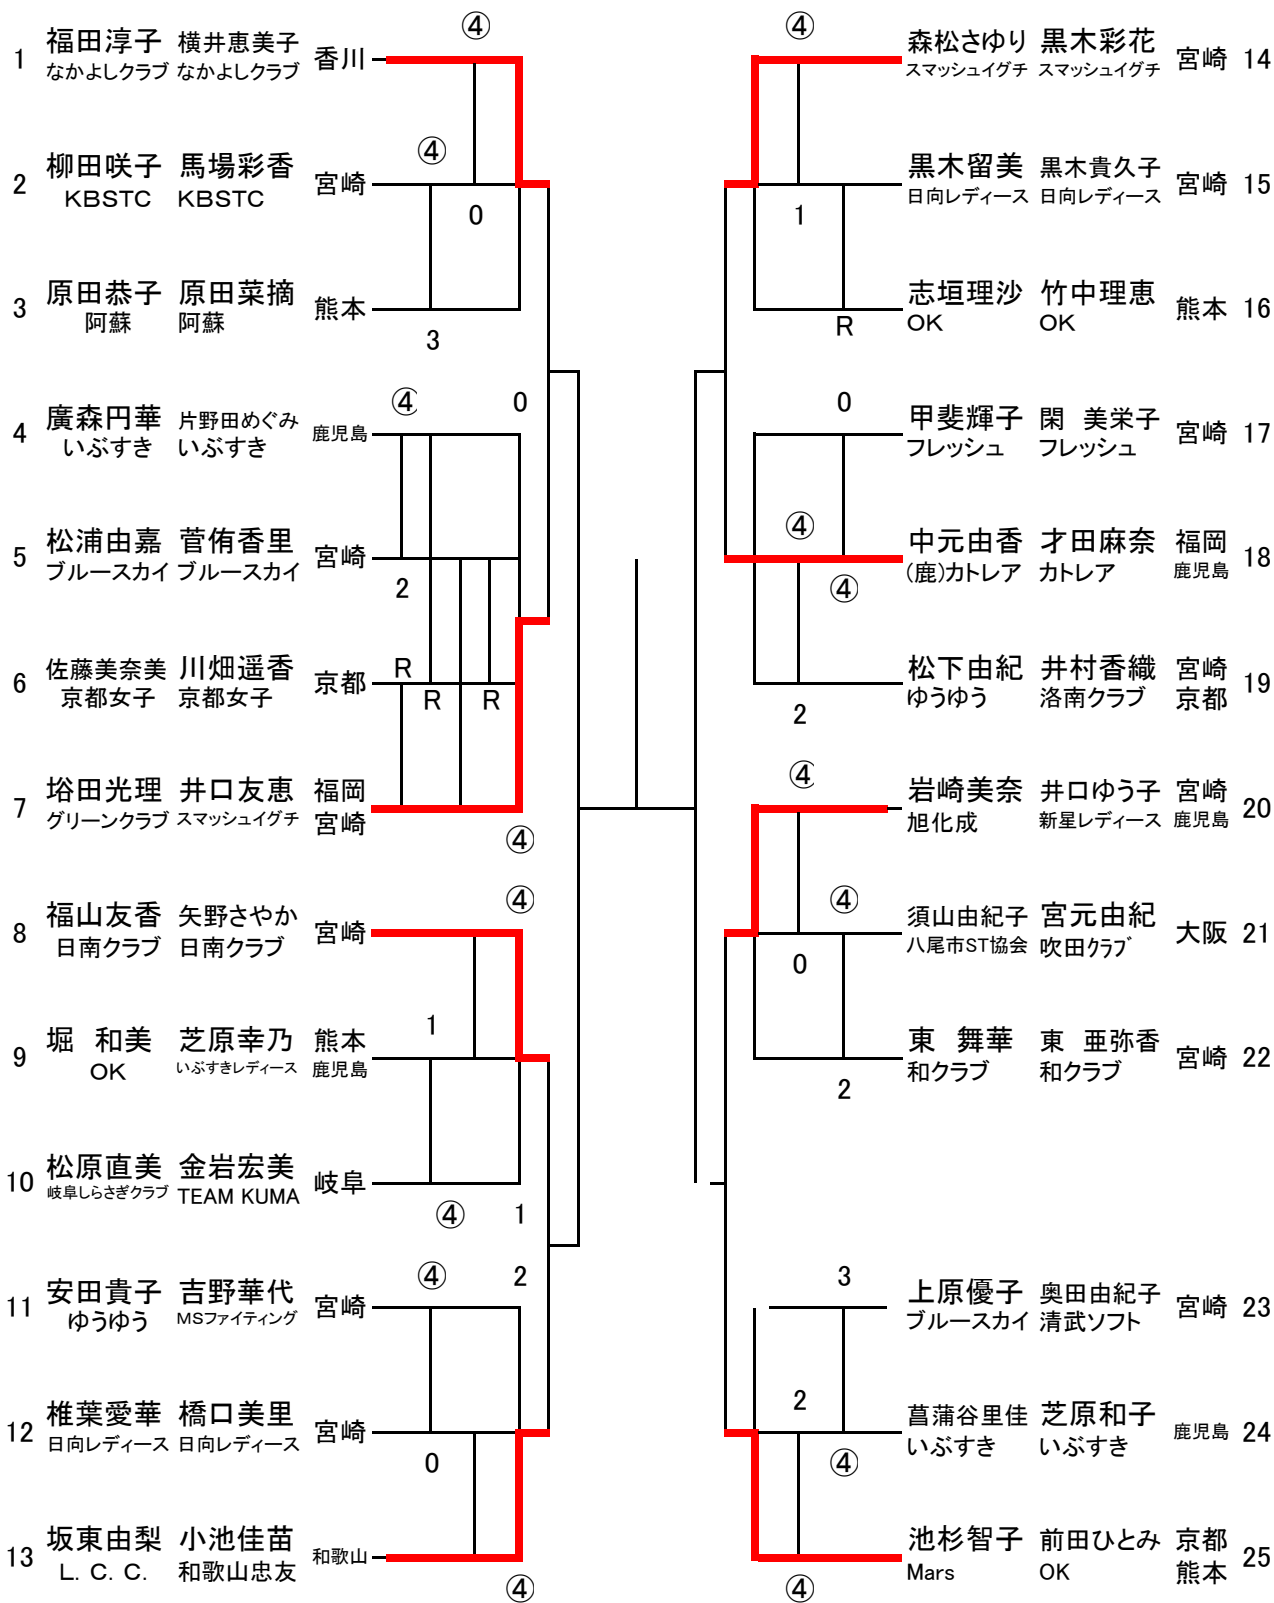 1 福田淳子 横井恵美子 香川
なかよしクラブ なかよしクラブ
④
2 柳田咲子 馬場彩香 宮崎
KBSTC KBSTC
④
0
3 原田恭子 原田菜摘 熊本
阿蘇 阿蘇
3
4 廣森円華 片野田めぐみ 鹿児島
いぶすき いぶすき
④
0
5 松浦由嘉 菅侑香里 宮崎
ブルースカイ ブルースカイ
2
6 佐藤美奈美 川畑遥香 京都
京都女子 京都女子
R
R
R
7 塔田光理 井口友恵 福岡
グリーンクラブ スマッシュイグチ 宮崎
④
④
8 福山友香 矢野さやか 宮崎
日南クラブ 日南クラブ
1
9 堀 和美 芝原幸乃 熊本
OK いぶすきレディース 鹿児島
10 松原直美 金岩宏美 岐阜
岐阜しらさぎクラブ TEAM KUMA
④
1
④
2
11 安田貴子 吉野華代 宮崎
ゆうゆう MSファイティング
12 椎葉愛華 橋口美里 宮崎
日向レディース 日向レディース
0
13 坂東由梨 小池佳苗 和歌山
L. C. C. 和歌山忠友
④
④
森松さゆり 黒木彩花 宮崎 14
スマッシュイグチ スマッシュイグチ
黒木留美 黒木貴久子 宮崎 15
日向レディース 日向レディース
1
志垣理沙 竹中理恵 熊本 16
OK OK
R
0
甲斐輝子 閑 美栄子 宮崎 17
フレッシュ フレッシュ
④
中元由香 才田麻奈 福岡 18
(鹿)カトレア カトレア 鹿児島
④
松下由紀 井村香織 宮崎 19
ゆうゆう 洛南クラブ 京都
2
④
岩崎美奈 井口ゆう子 宮崎 20
旭化成 新星レディース 鹿児島
④
須山由紀子 宮元由紀 大阪 21
八尾市ST協会 吹田クラブ
0
東 舞華 東 亜弥香 宮崎 22
和クラブ 和クラブ
2
3
上原優子 奥田由紀子 宮崎 23
ブルースカイ 清武ソフト
2
菖蒲谷里佳 芝原和子 鹿児島 24
いぶすき いぶすき
④
池杉智子 前田ひとみ 京都 25
Mars OK 熊本
④